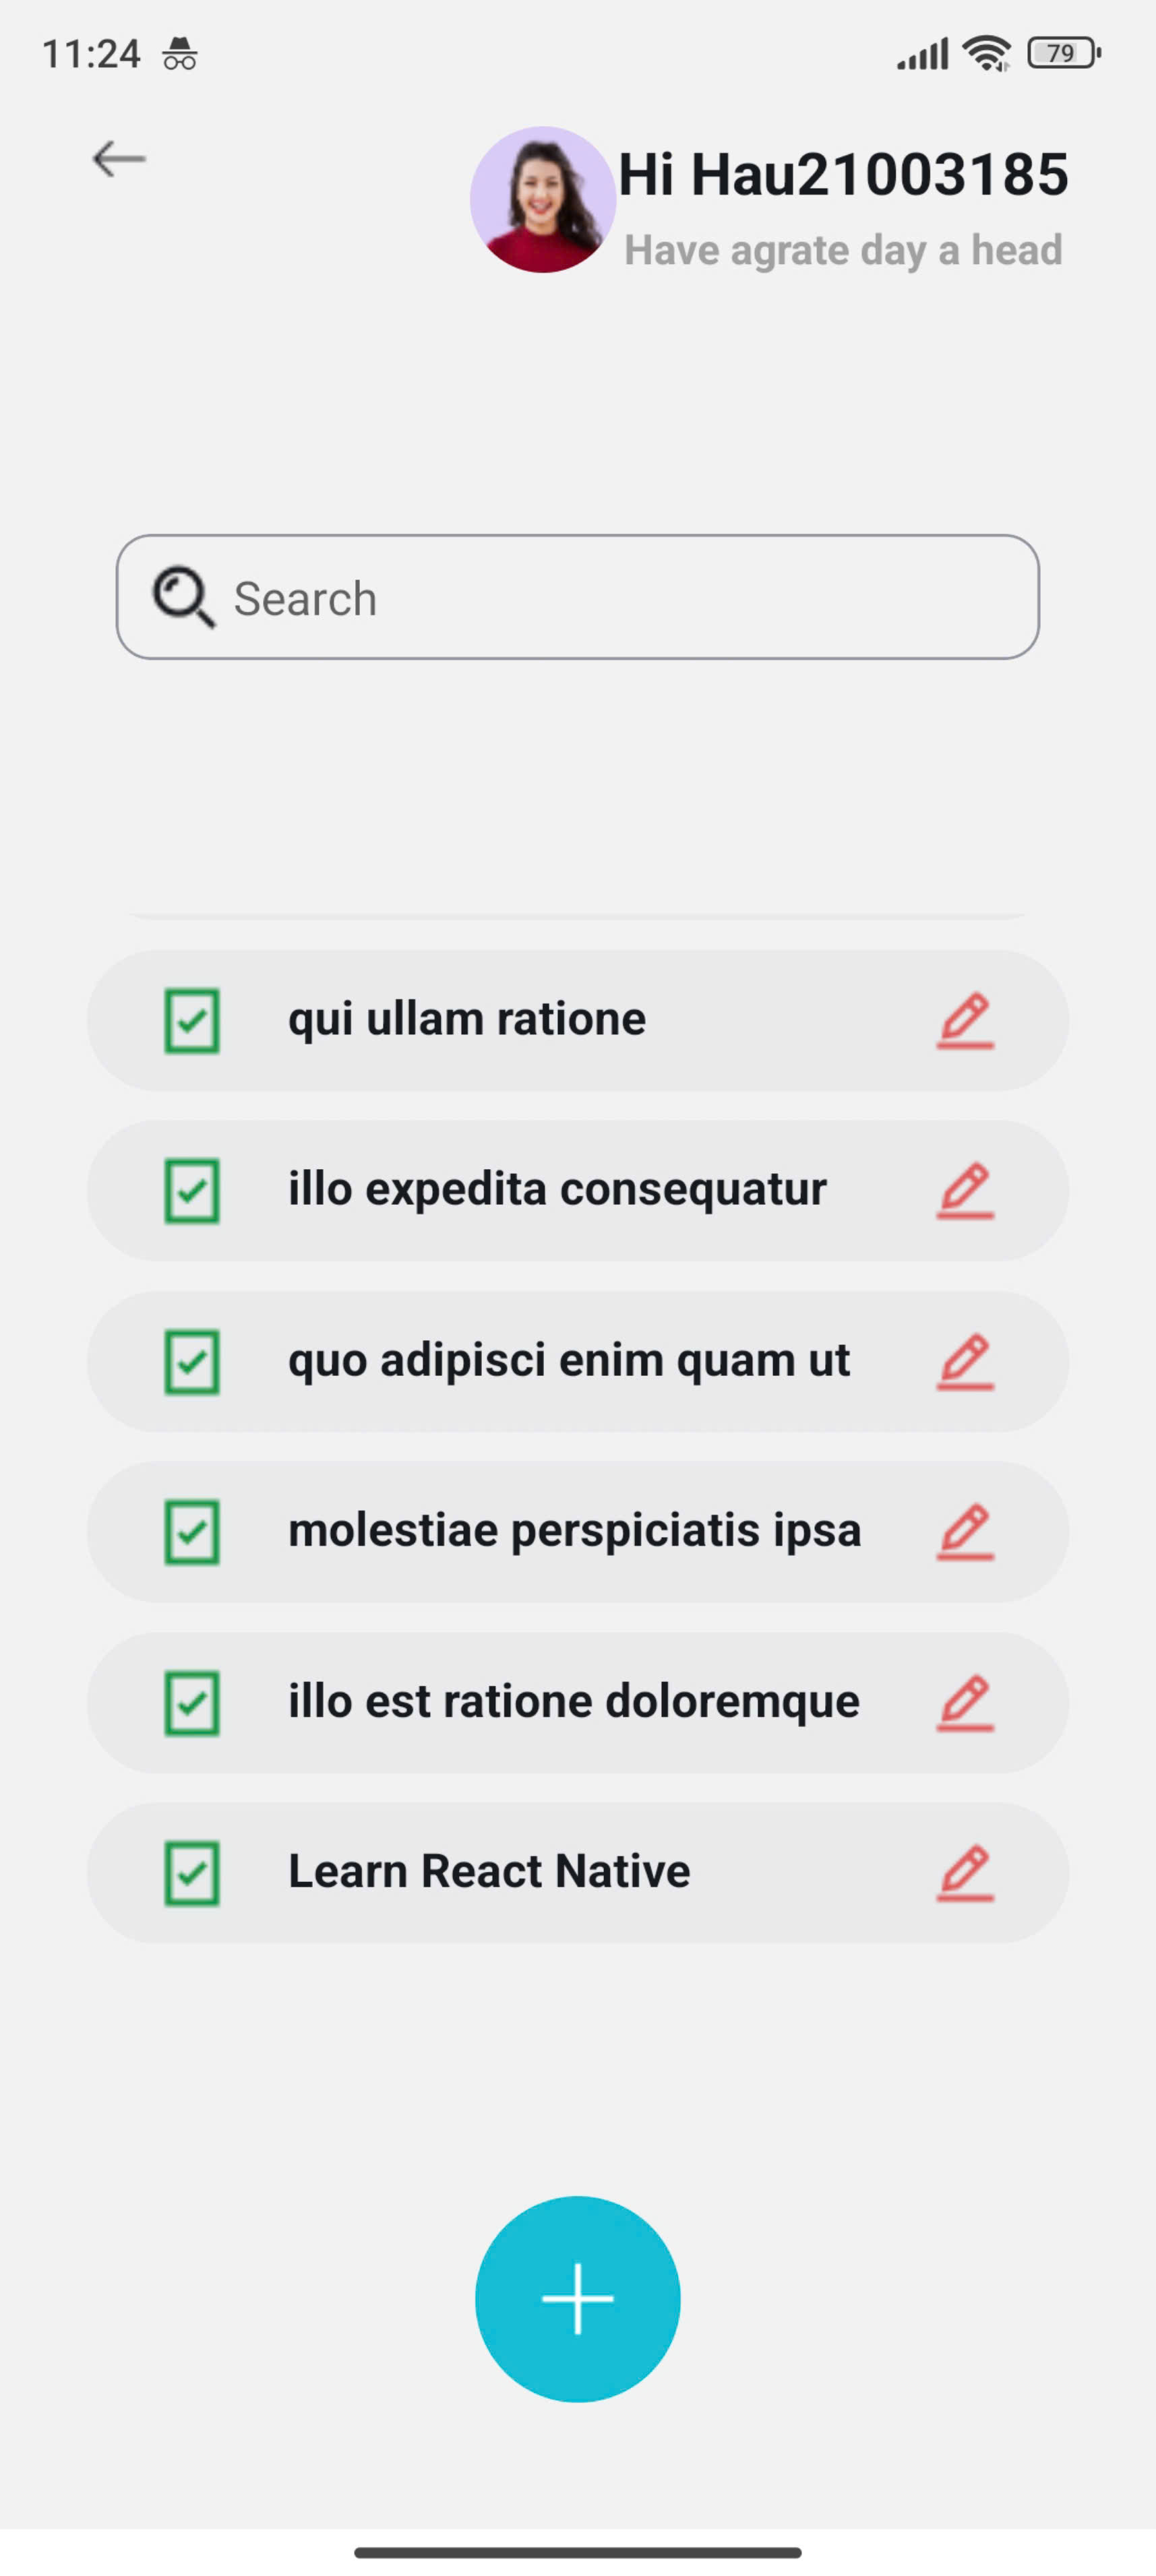 11:24
79
Hi Hau21003185
Have agrate day a head
Search
qui ullam ratione
illo expedita consequatur
quo adipisci enim quam ut
molestiae perspiciatis ipsa
illo est ratione doloremque
Learn React Native